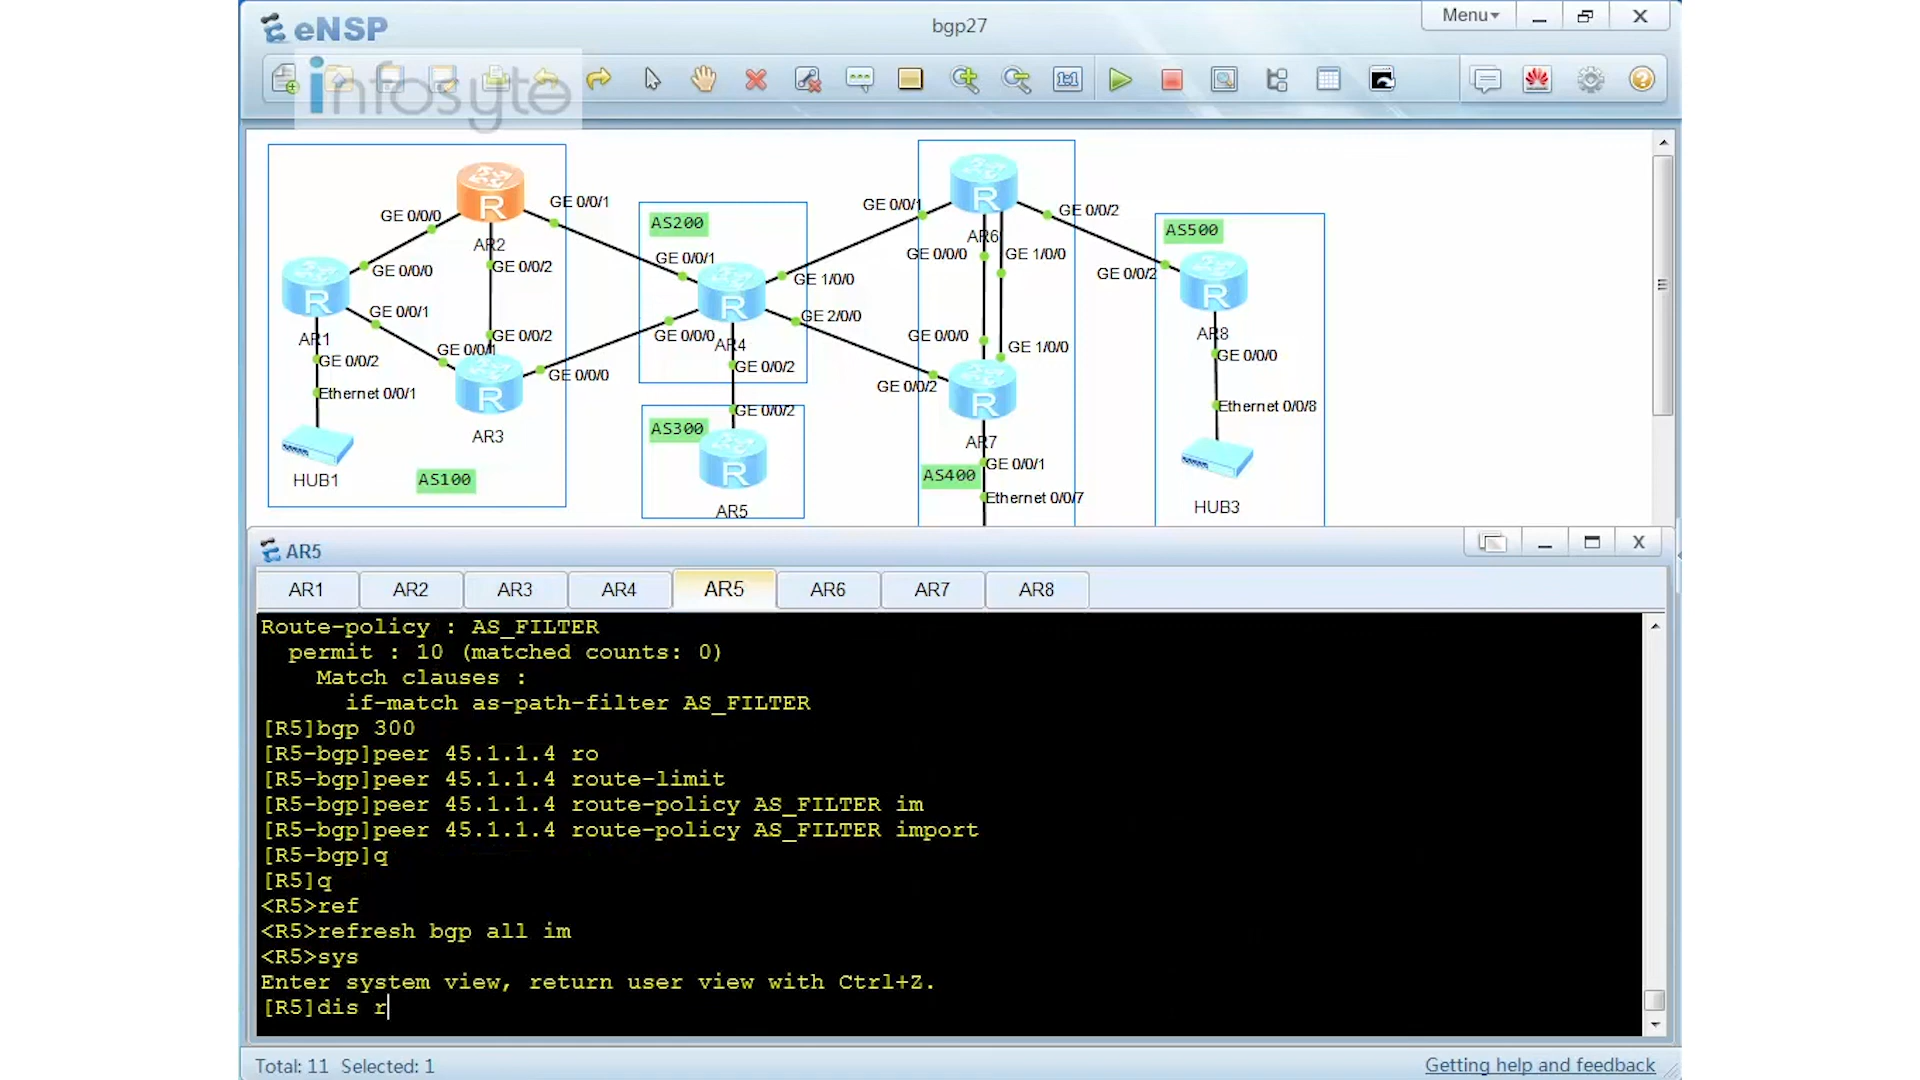 eNSP
bgp27
Menu
infosyte
GE 0/0/1
GE 0/0/0
AR2
GE 0/0/0
GE 0/0/2
GE 0/0/1
AR1
GE 0/0/2
GE 0/0/2
GE 0/0/1
Ethernet 0/0/1
GE 0/0/0
AR3
HUB1
AS100
AS200
GE 0/0/1
GE 1/0/0
GE 2/0/0
GE 0/0/0
AR4
GE 0/0/2
GE 0/0/2
AS300
AR5
GE 0/0/1
GE 0/0/2
AR6
GE 0/0/0
GE 1/0/0
GE 0/0/0
GE 1/0/0
GE 0/0/2
AR7
GE 0/0/1
AS400
Ethernet 0/0/7
AS500
GE 0/0/2
AR8
GE 0/0/0
Ethernet 0/0/8
HUB3
AR5
AR1 AR2 AR3 AR4 AR5 AR6 AR7 AR8
Route-policy : AS_FILTER
permit : 10 (matched counts: 0)
Match clauses :
if-match as-path-filter AS_FILTER
[R5]bgp 300
[R5-bgp]peer 45.1.1.4 ro
[R5-bgp]peer 45.1.1.4 route-limit
[R5-bgp]peer 45.1.1.4 route-policy AS_FILTER im
[R5-bgp]peer 45.1.1.4 route-policy AS_FILTER import
[R5-bgp]q
[R5]q
<R5>ref
<R5>refresh bgp all im
<R5>sys
Enter system view, return user view with Ctrl+Z.
[R5]dis r
Total: 11 Selected: 1
Getting help and feedback